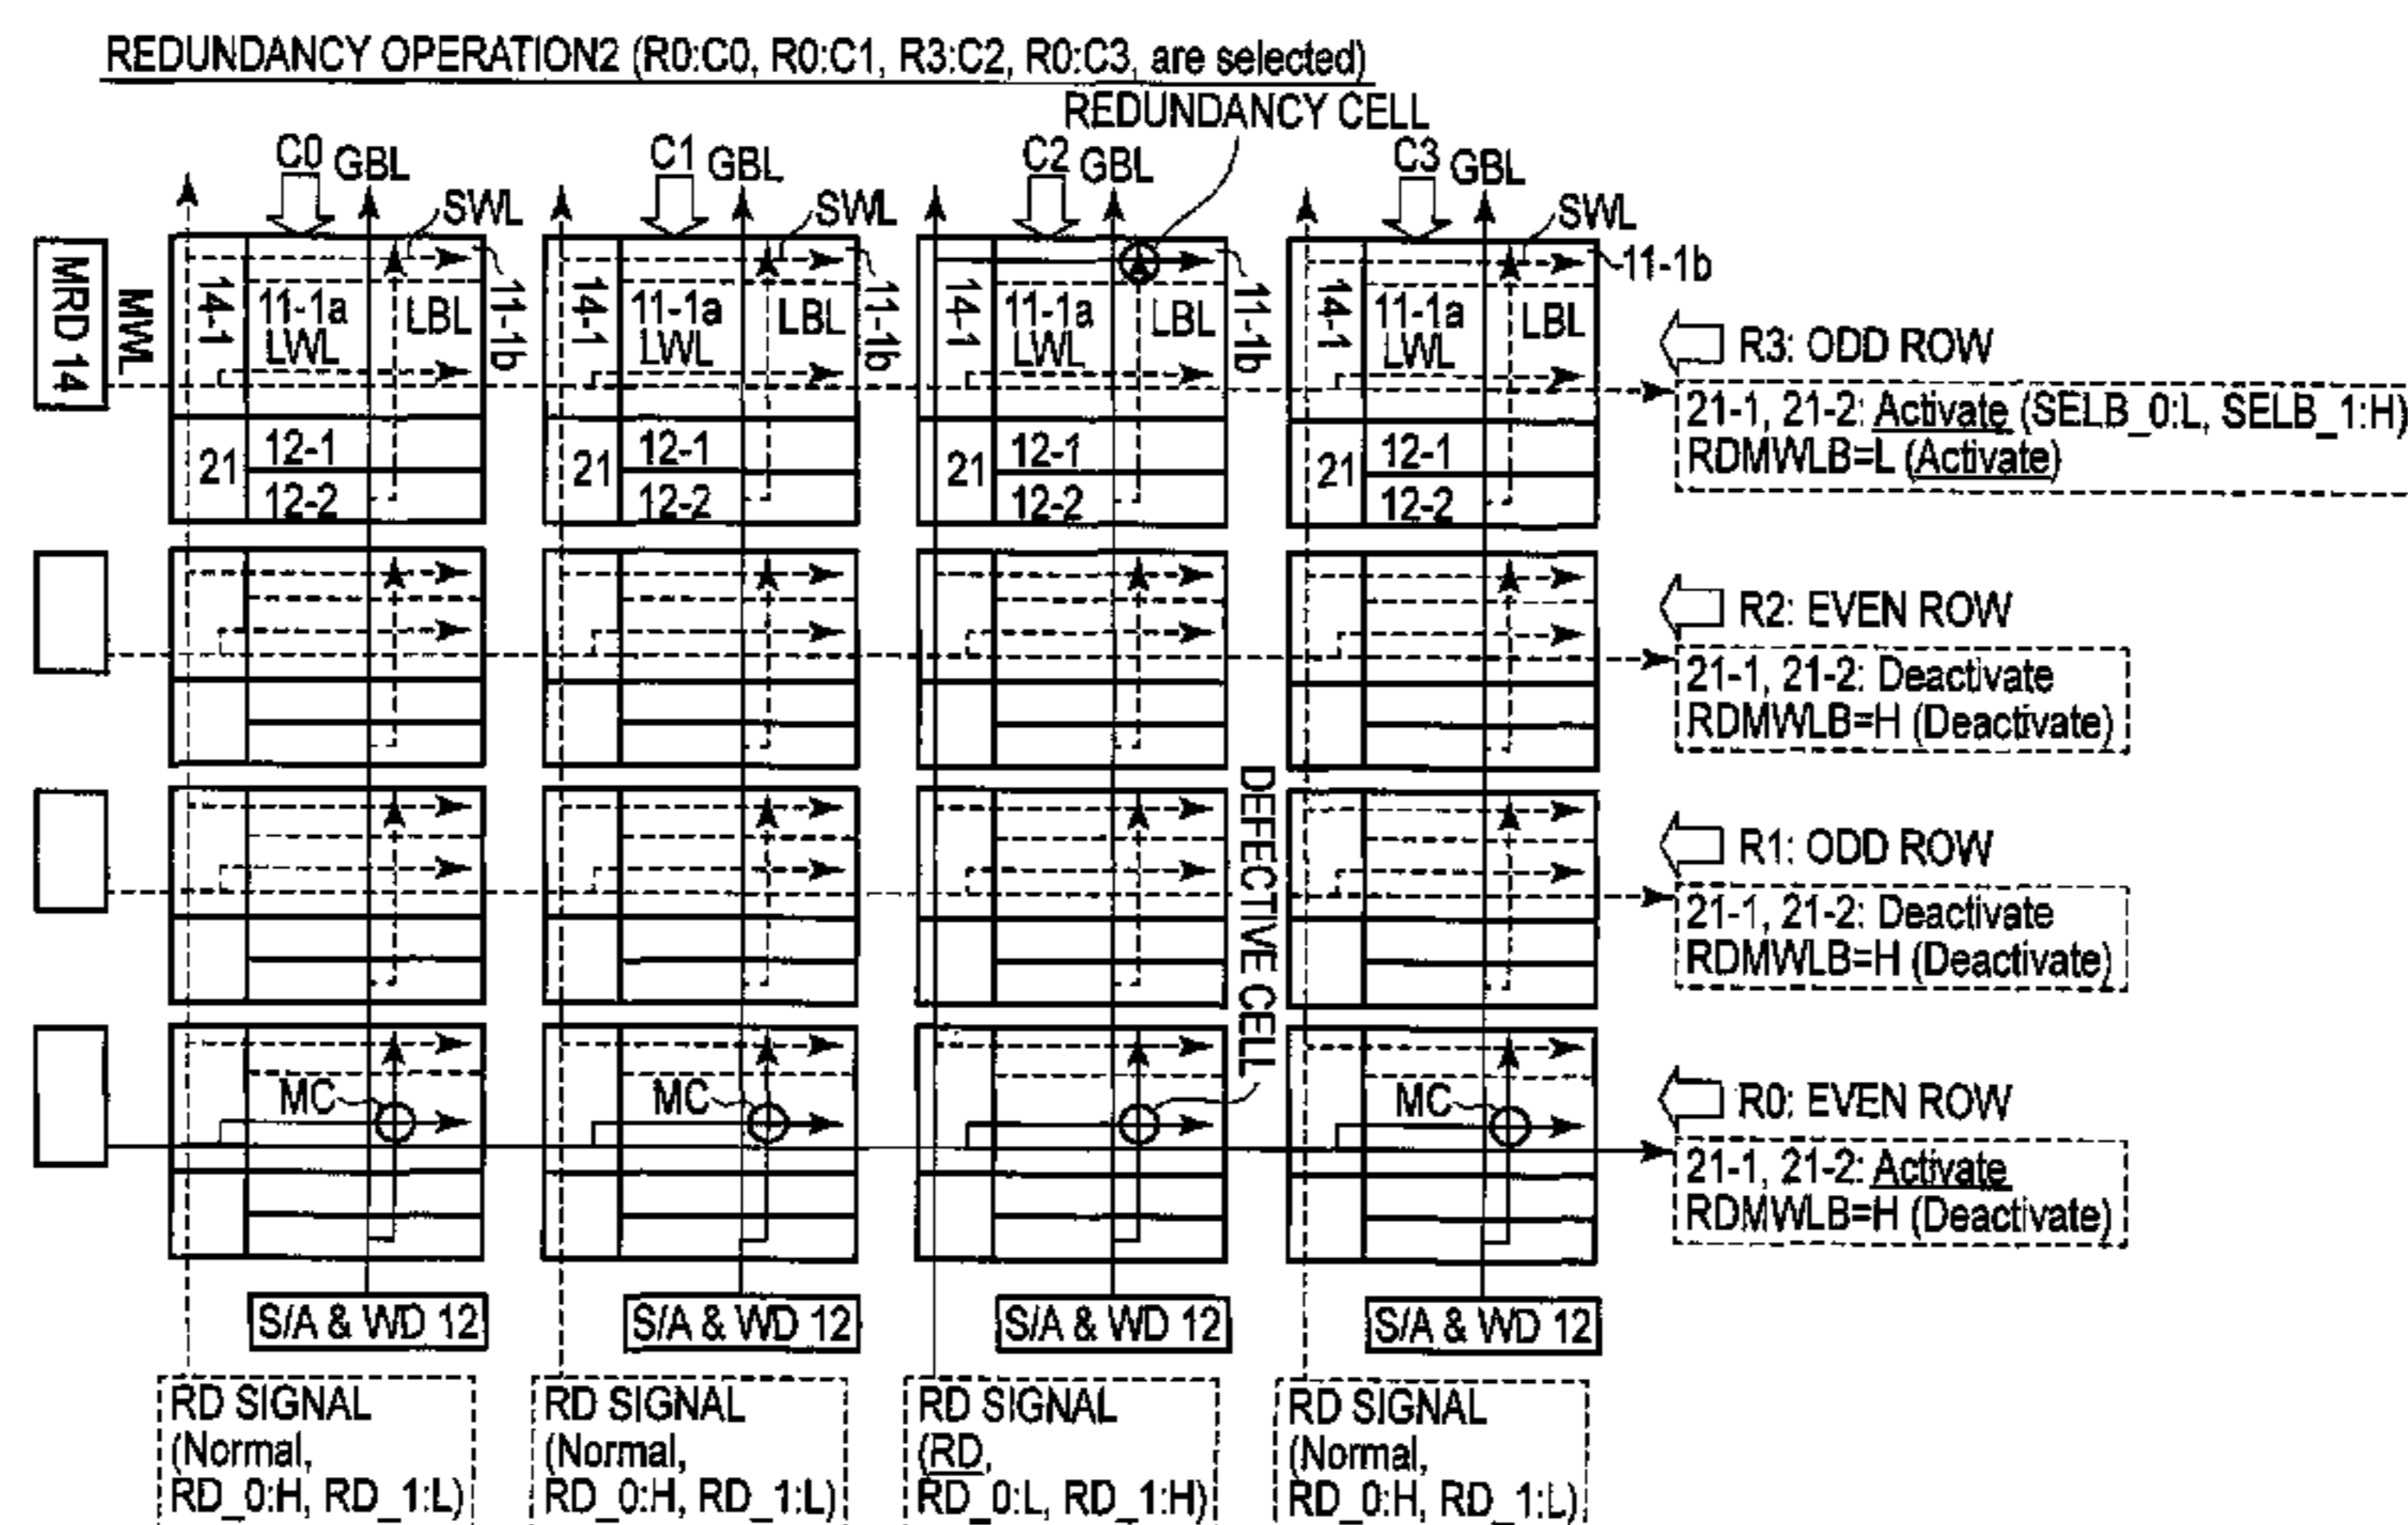 REDUNDANCY OPERATION2 (R0:C0, R0:C1, R3:C2, R0:C3, are selected)
REDUNDANCY CELL
C0 GBL C1 GBL C2 GBL C3 GBL
SWL SWL SWL
MRD 14
MWL
14-1 11-1a LBL 11-1b
LWL
14-1 11-1a LBL 11-1b
LWL
14-1 11-1a LBL 11-1b
LWL
14-1 11-1a LBL 11-1b
LWL
R3: ODD ROW
21-1, 21-2: Activate (SELB_0:L, SELB_1:H)
RDMWLB=L (Activate)
21 12-1 21 12-1 21 12-1 21 12-1
12-2 12-2 12-2 12-2
R2: EVEN ROW
21-1, 21-2: Deactivate
RDMWLB=H (Deactivate)
DEFECTIVE CELL
R1: ODD ROW
21-1, 21-2: Deactivate
RDMWLB=H (Deactivate)
MC MC MC
R0: EVEN ROW
21-1, 21-2: Activate
RDMWLB=H (Deactivate)
S/A & WD 12 S/A & WD 12 S/A & WD 12 S/A & WD 12
RD SIGNAL
(Normal,
RD_0:H, RD_1:L)
RD SIGNAL
(Normal,
RD_0:H, RD_1:L)
RD SIGNAL
(RD,
RD_0:L, RD_1:H)
RD SIGNAL
(Normal,
RD_0:H, RD_1:L)